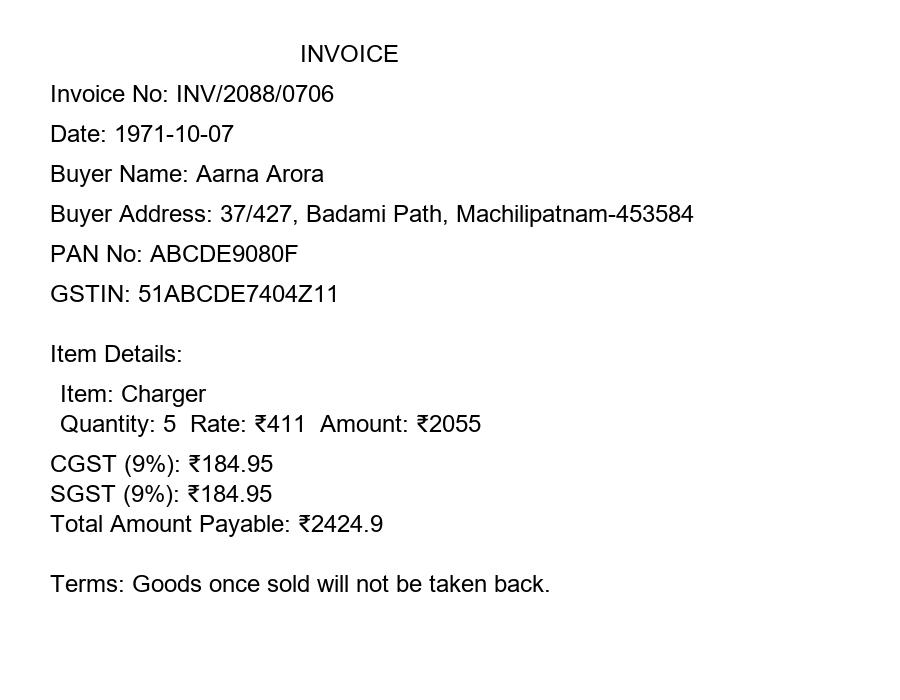 INVOICE
Invoice No: INV/2088/0706
Date: 1971-10-07
Buyer Name: Aarna Arora
Buyer Address: 37/427, Badami Path, Machilipatnam-453584
PAN No: ABCDE9080F
GSTIN: 51ABCDE7404Z11
Item Details:
Item: Charger
Quantity: 5  Rate: ₹411  Amount: ₹2055
CGST (9%): ₹184.95
SGST (9%): ₹184.95
Total Amount Payable: ₹2424.9
Terms: Goods once sold will not be taken back.